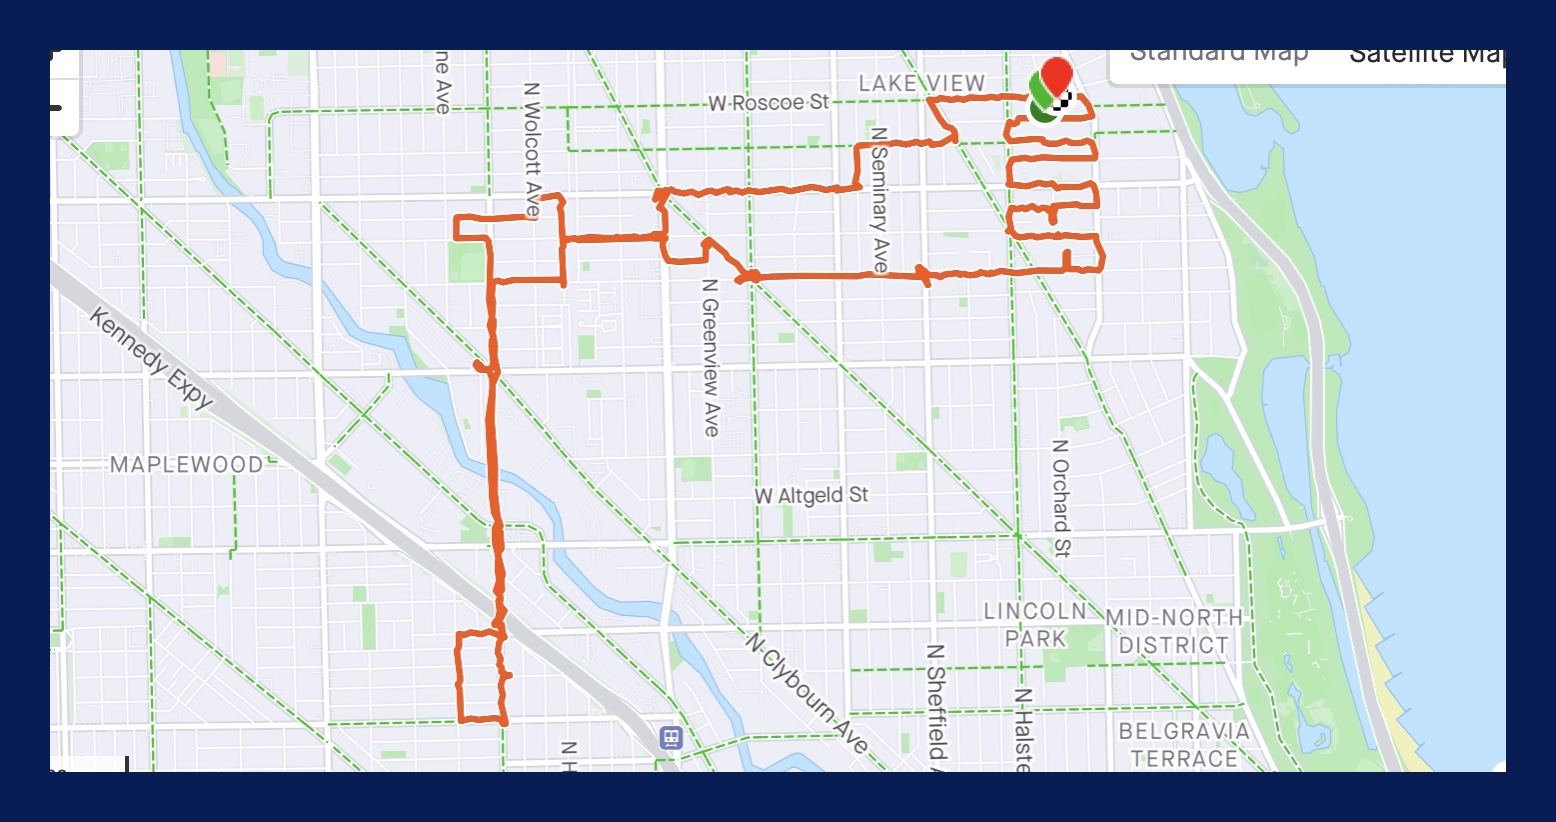 Standard Map
Satellite Map
LAKE VIEW
ne Ave
W Roscoe St
N Wolcott Ave
N Seminary Ave
N Greenview Ave
Kennedy Expy
MAPLEWOOD
W Altgeld St
N Orchard St
LINCOLN
PARK
MID-NORTH
DISTRICT
N Clybourn Ave
N Sheffield A
N Halste
BELGRAVIA
TERRACE
N H